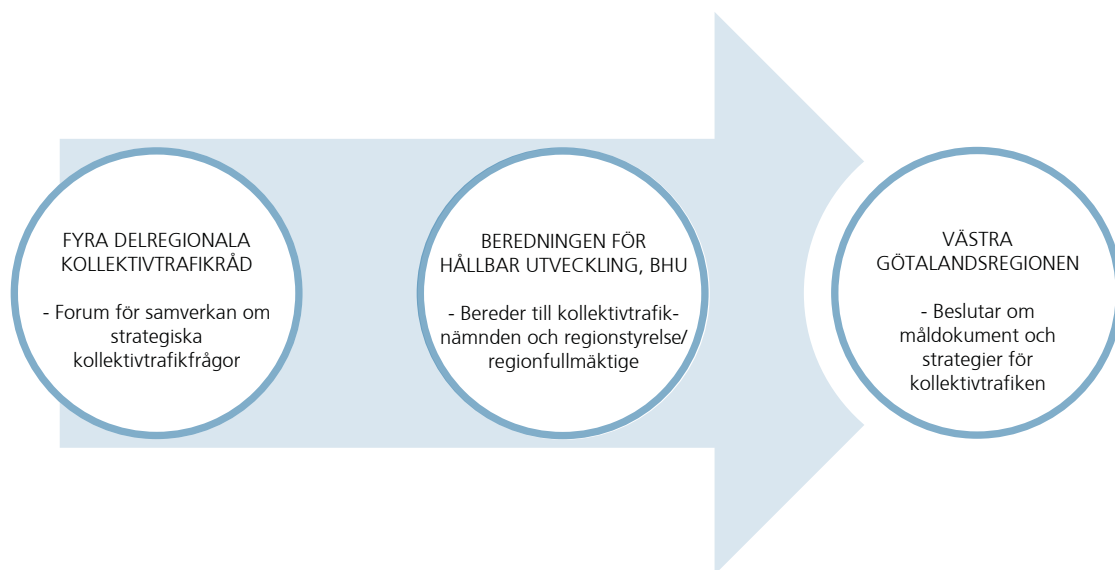 FYRA DELREGIONALA
KOLLEKTIVTRAFIKRÅD
- Forum för samverkan om
strategiska
kollektivtrafikfrågor
BEREDNINGEN FÖR
HÅLLBAR UTVECKLING, BHU
- Bereder till kollektivtrafik-
nämnden och regionstyrelse/
regionfullmäktige
VÄSTRA
GÖTALANDSREGIONEN
- Beslutar om
måldokument och
strategier för
kollektivtrafiken